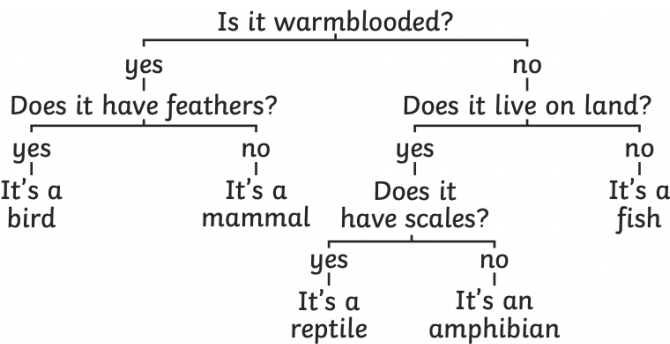 Is it warmblooded?
yes
no
Does it have feathers?
Does it live on land?
yes
no
yes
no
It's a
bird
It's a
mammal
Does it
have scales?
It's a
fish
yes
no
It's a
reptile
It's an
amphibian